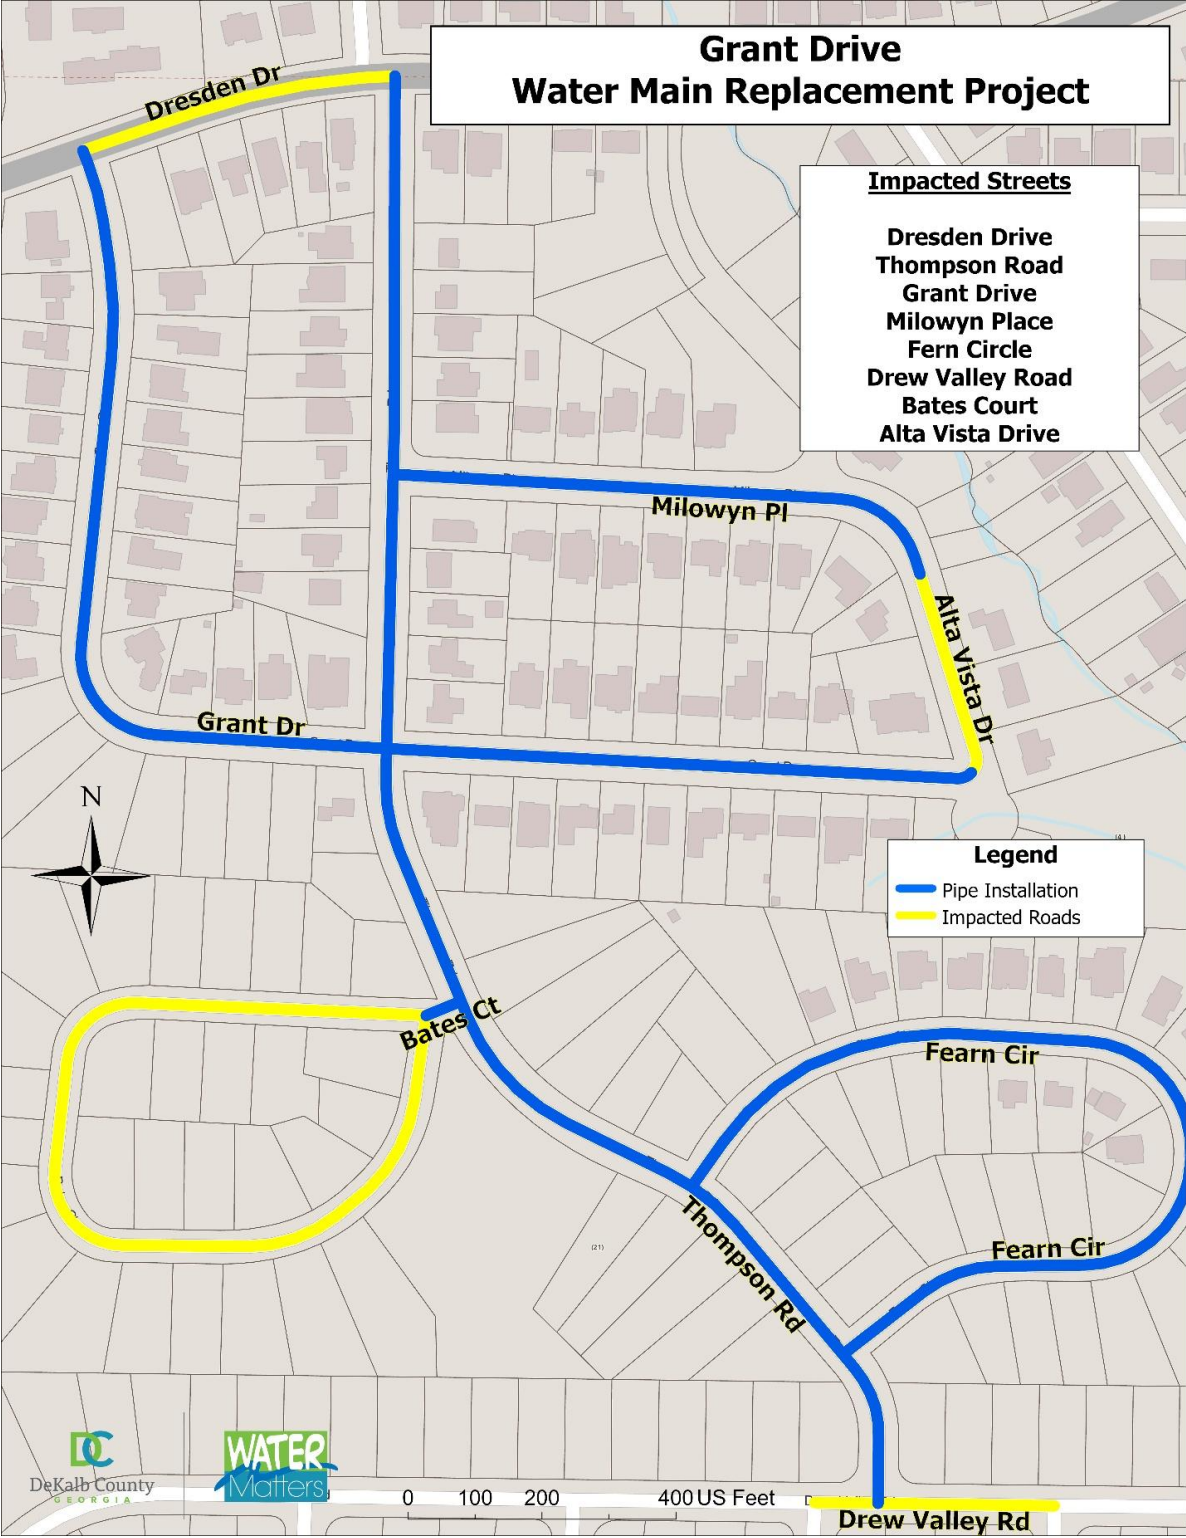 Grant Drive
Water Main Replacement Project
Dresden Dr
Impacted Streets
Dresden Drive
Thompson Road
Grant Drive
Milowyn Place
Fern Circle
Drew Valley Road
Bates Court
Alta Vista Drive
Milowyn Pl
Alta Vista Dr
Grant Dr
N
Legend
Pipe Installation
Impacted Roads
Bates Ct
Fearn Cir
Thompson Rd
Fearn Cir
(21)
DC
DeKalb County
GEORGIA
WATER
Matters
0 100 200 400 US Feet
Drew Valley Rd